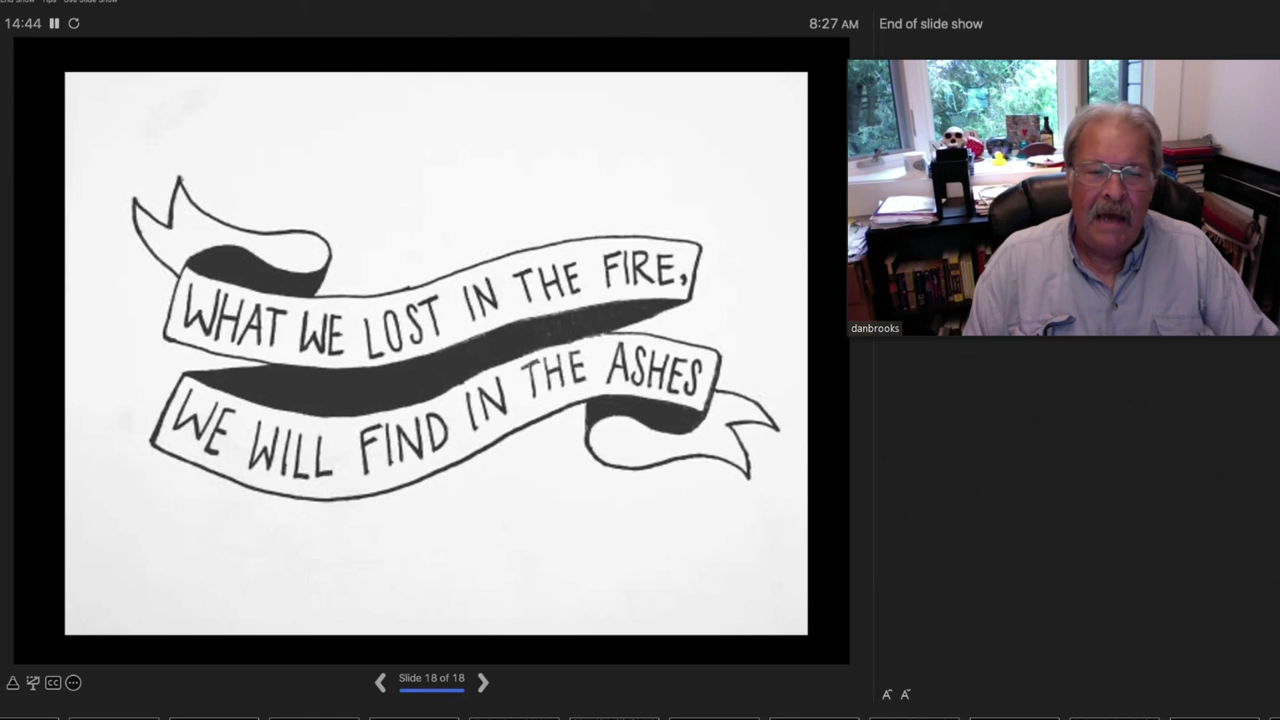 14:44
8:27 AM
End of slide show
WHAT WE LOST IN THE FIRE,
WE WILL FIND IN THE ASHES
danbrooks
Slide 18 of 18
CC
A A